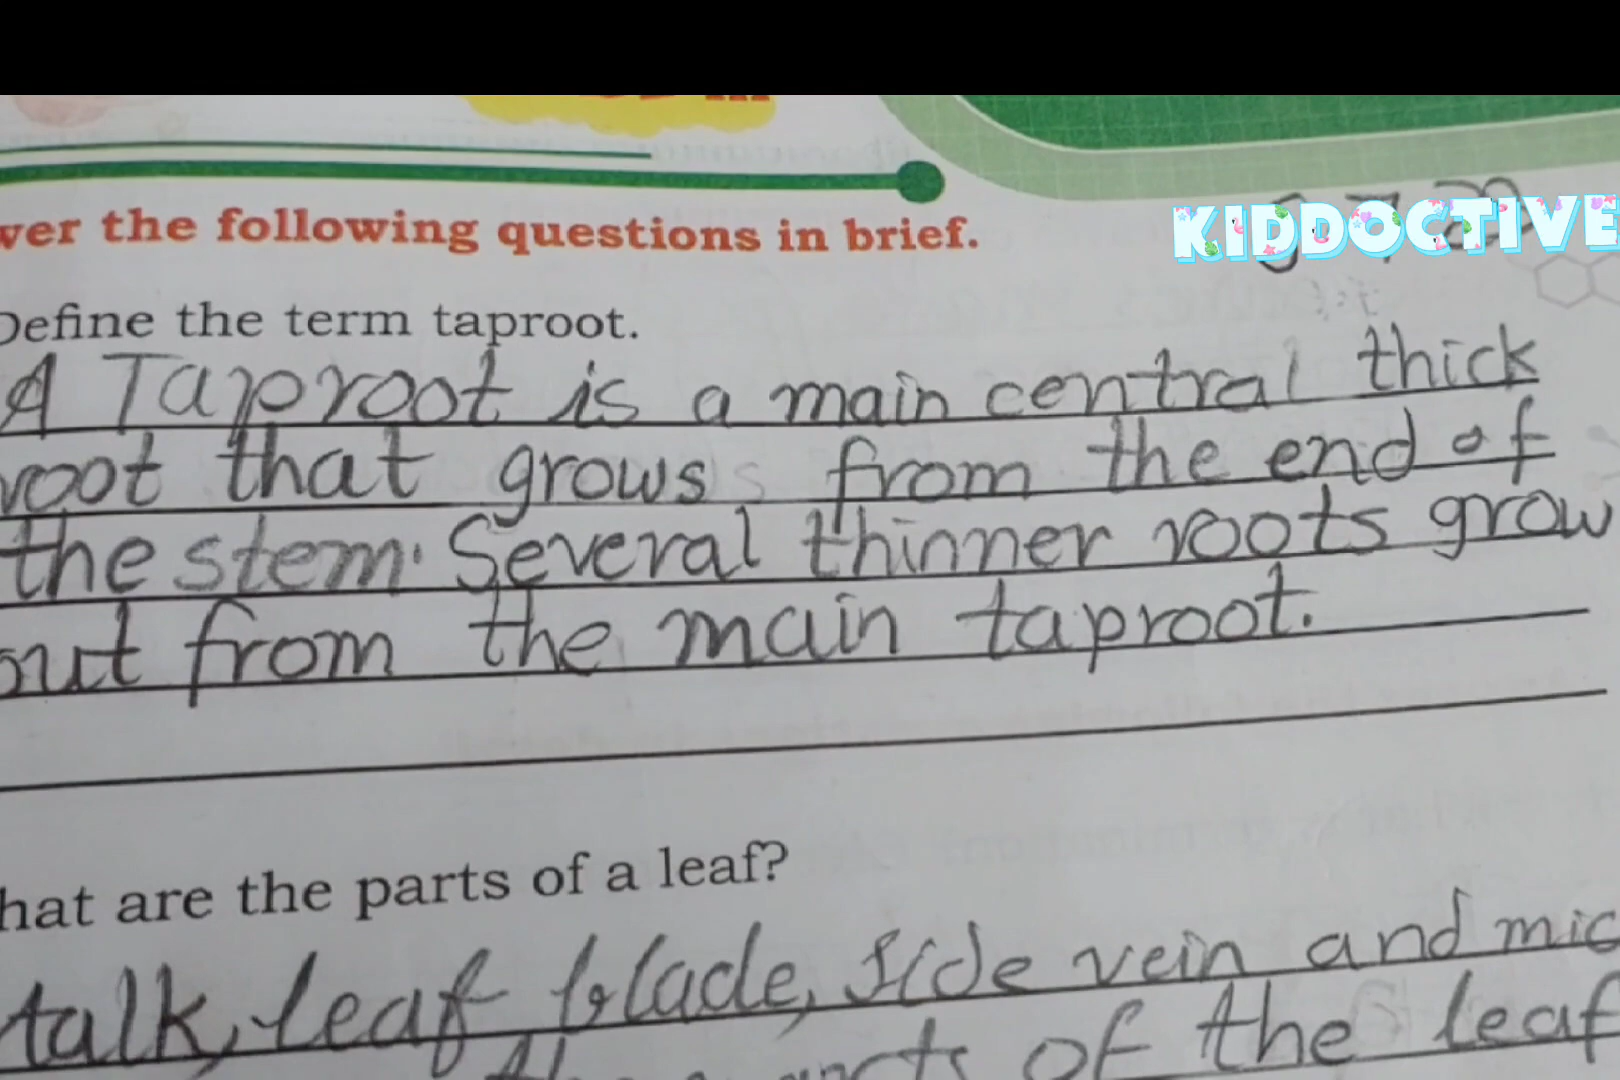 KIDDOCTIVE
ver the following questions in brief.
Define the term taproot.
A Taproot is a main central thick
root that grows from the end of
the stem. Several thinner roots grow
out from the main taproot.
hat are the parts of a leaf?
talk, leaf blade, side vein and mid
parts of the leaf